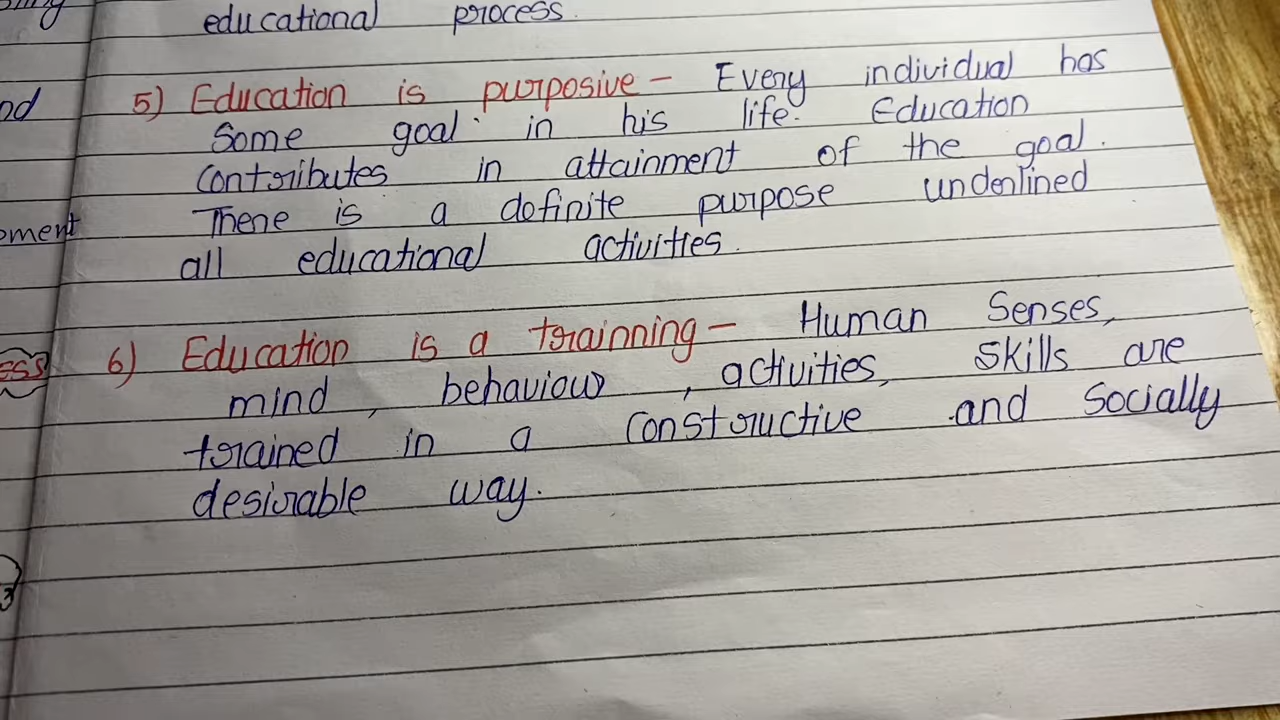 educational process.
5) Education is purposive - Every individual has
Some goal in his life. Education
contributes in attainment of the goal.
There is a definite purpose underlined
all educational activities.
6) Education is a trainning - Human Senses,
mind, behaviour, activities, skills are
trained in a constructive and Socially
desirable way.